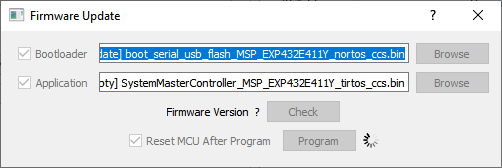 Firmware Update
Bootloader date] boot_serial_usb_flash_MSP_EXP432E411Y_nortos_ccs.bin Browse
Application oty] SystemMasterController_MSP_EXP432E411Y_tirtos_ccs.bin Browse
Firmware Version ? Check
Reset MCU After Program Program